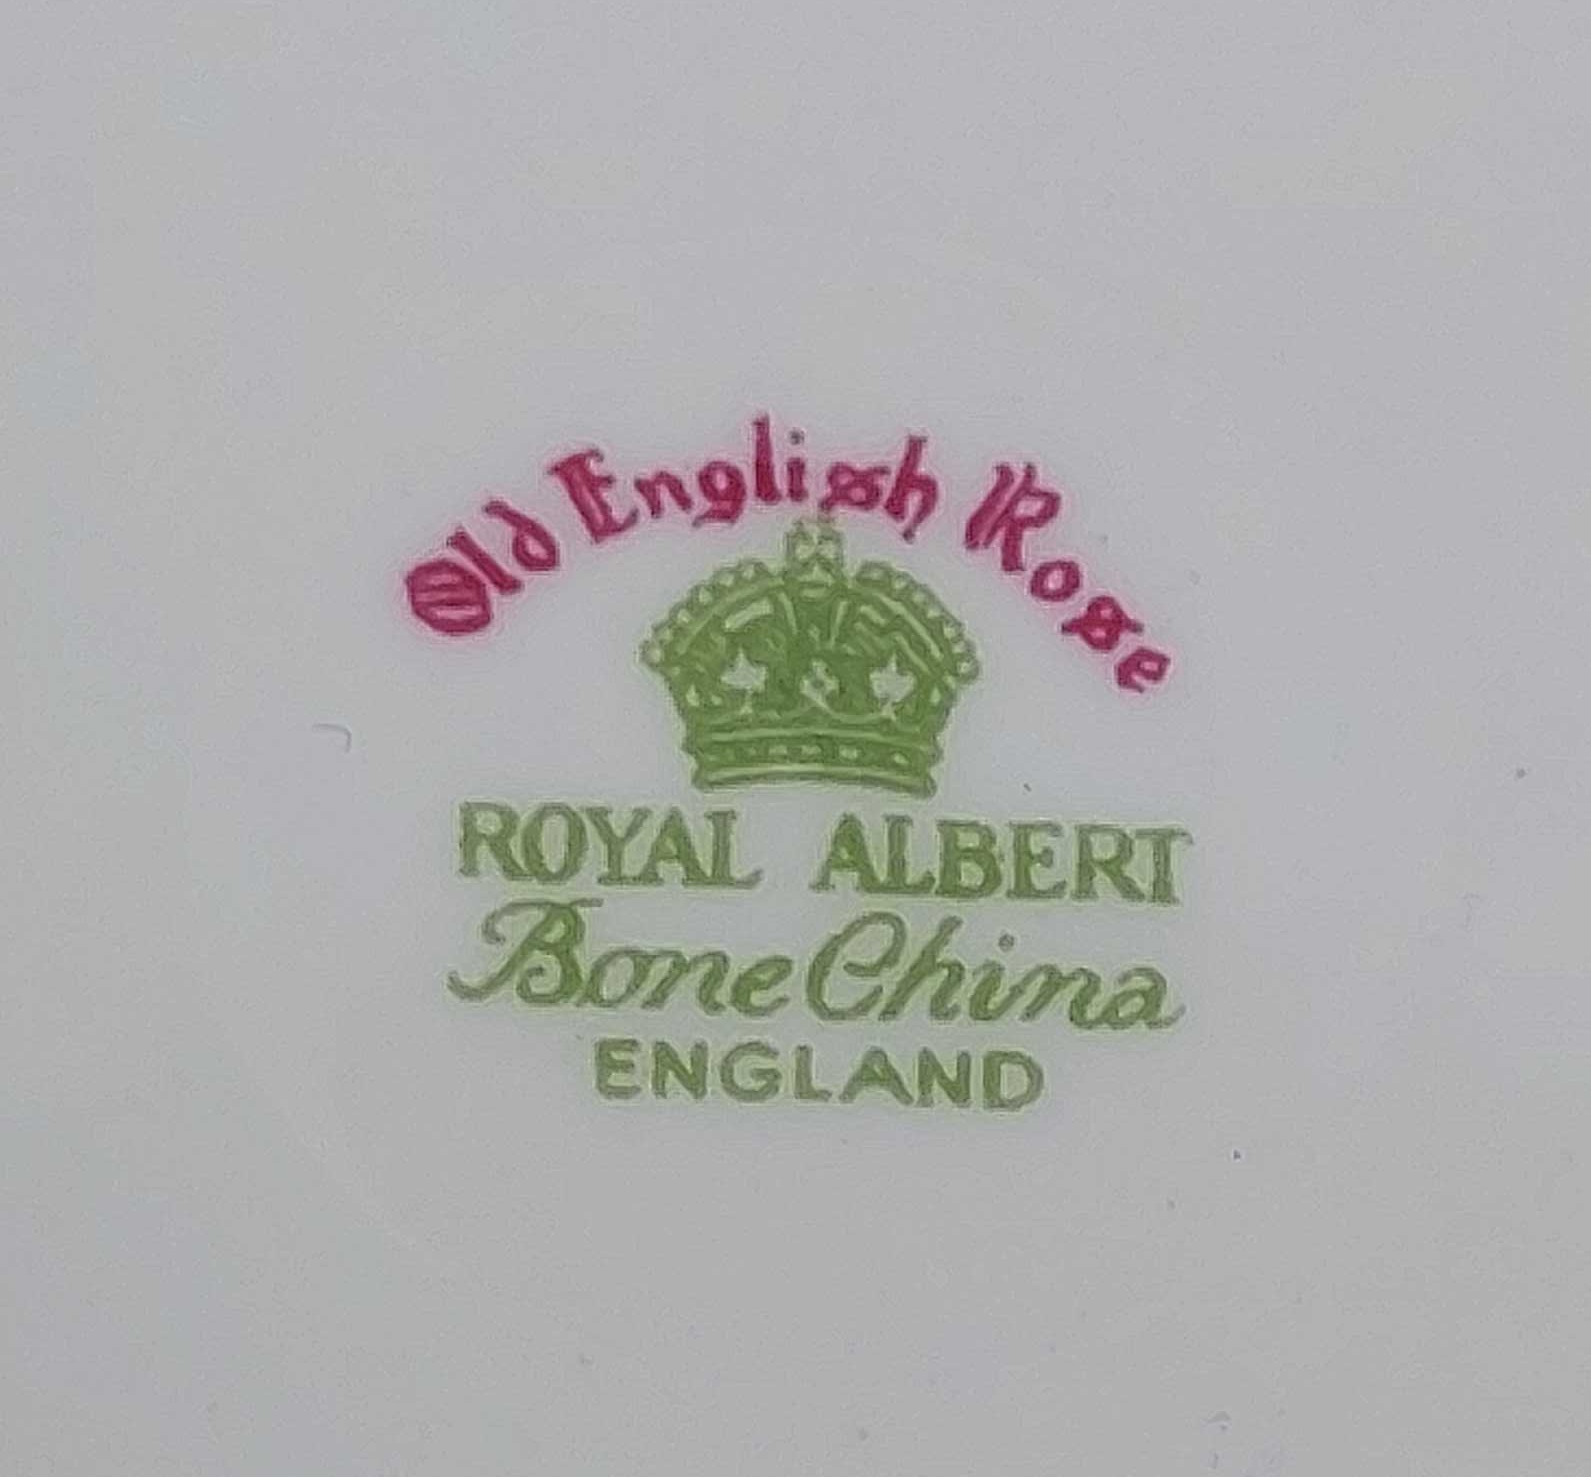 Old English Rose
ROYAL ALBERT
Bone China
ENGLAND